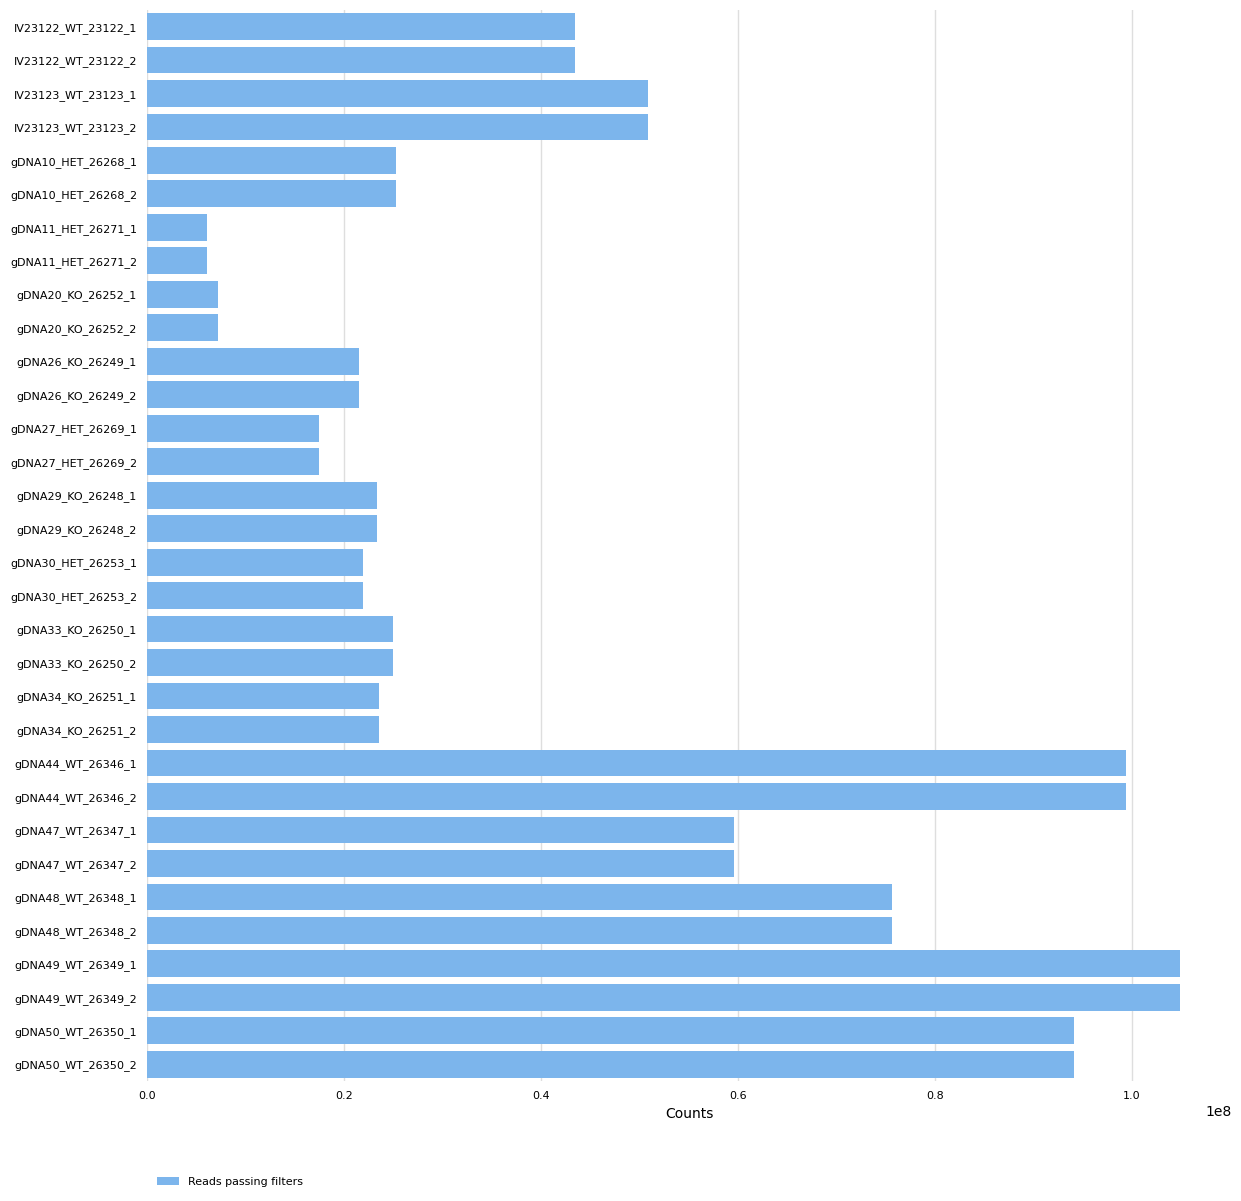 IV23122_WT_23122_1
IV23122_WT_23122_2
IV23123_WT_23123_1
IV23123_WT_23123_2
gDNA10_HET_26268_1
gDNA10_HET_26268_2
gDNA11_HET_26271_1
gDNA11_HET_26271_2
gDNA20_KO_26252_1
gDNA20_KO_26252_2
gDNA26_KO_26249_1
gDNA26_KO_26249_2
gDNA27_HET_26269_1
gDNA27_HET_26269_2
gDNA29_KO_26248_1
gDNA29_KO_26248_2
gDNA30_HET_26253_1
gDNA30_HET_26253_2
gDNA33_KO_26250_1
gDNA33_KO_26250_2
gDNA34_KO_26251_1
gDNA34_KO_26251_2
gDNA44_WT_26346_1
gDNA44_WT_26346_2
gDNA47_WT_26347_1
gDNA47_WT_26347_2
gDNA48_WT_26348_1
gDNA48_WT_26348_2
gDNA49_WT_26349_1
gDNA49_WT_26349_2
gDNA50_WT_26350_1
gDNA50_WT_26350_2
0.0 0.2 0.4 0.6 0.8 1.0
Counts 1e8
Reads passing filters